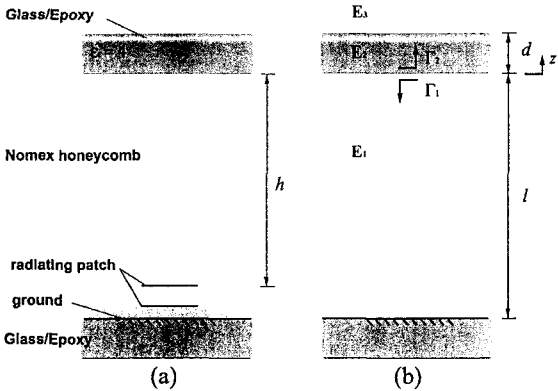 Glass/Epoxy
E₃
E₂
Γ₂
d
z
Γ₁
Nomex honeycomb
E₁
h
l
radiating patch
ground
Glass/Epoxy
(a)
(b)